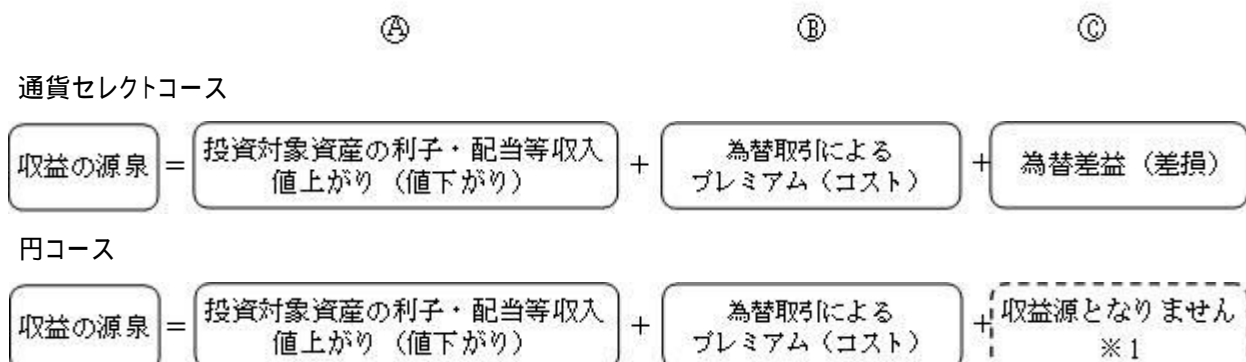 Ⓐ Ⓑ Ⓒ
通貨セレクトコース
収益の源泉 = 投資対象資産の利子・配当等収入 値上がり（値下がり） + 為替取引による プレミアム（コスト） + 為替差益（差損）
円コース
収益の源泉 = 投資対象資産の利子・配当等収入 値上がり（値下がり） + 為替取引による プレミアム（コスト） + 収益源となりません ※1